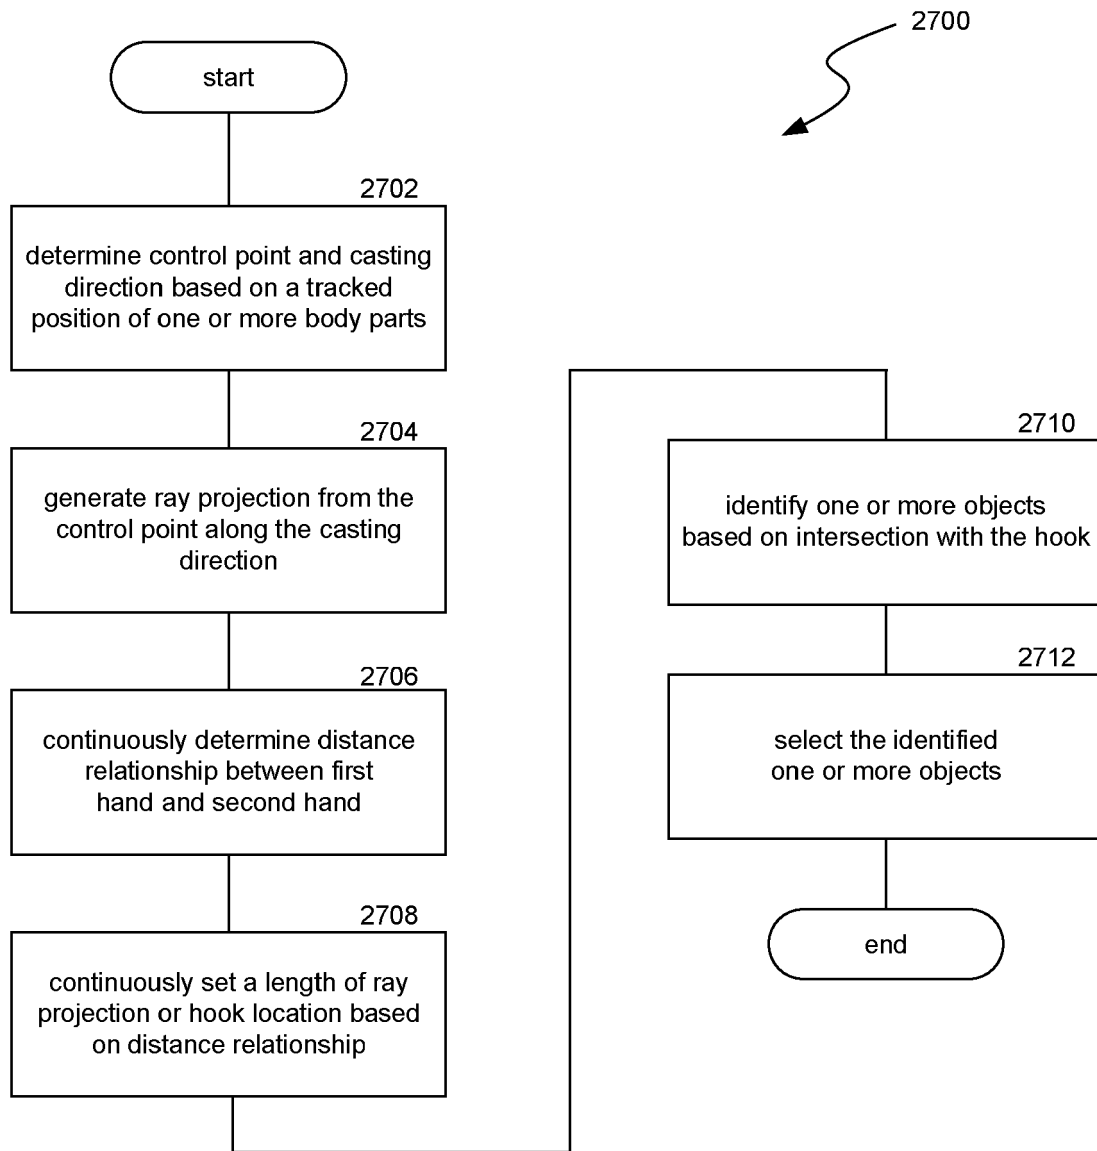 2700
start
2702
determine control point and casting
direction based on a tracked
position of one or more body parts
2704
generate ray projection from the
control point along the casting
direction
2706
continuously determine distance
relationship between first
hand and second hand
2708
continuously set a length of ray
projection or hook location based
on distance relationship
2710
identify one or more objects
based on intersection with the hook
2712
select the identified
one or more objects
end